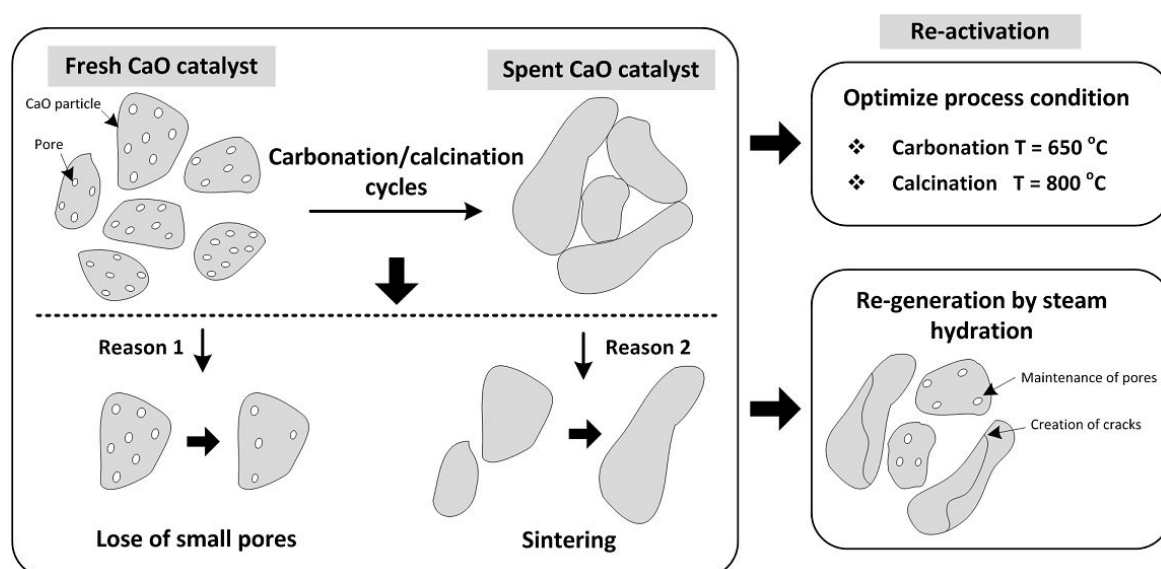 Fresh CaO catalyst
CaO particle
Pore
Carbonation/calcination
cycles
Spent CaO catalyst
Reason 1
Reason 2
Lose of small pores
Sintering
Re-activation
Optimize process condition
❖ Carbonation T = 650 °C
❖ Calcination T = 800 °C
Re-generation by steam
hydration
Maintenance of pores
Creation of cracks